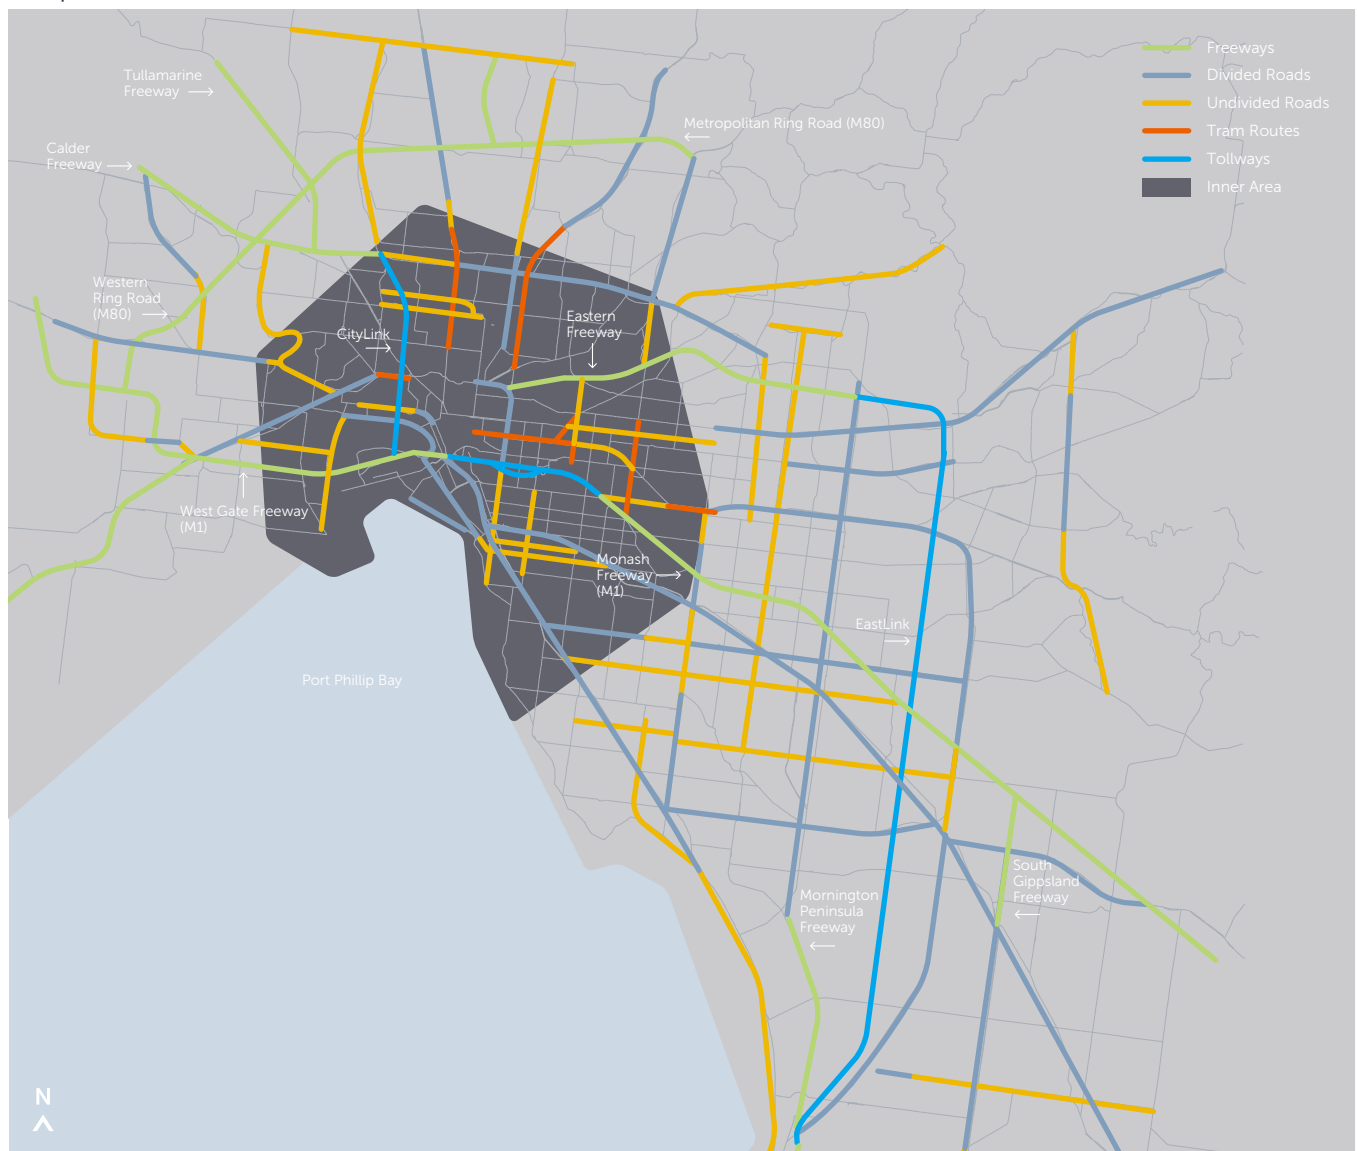 Tullamarine
Freeway
Calder
Freeway
Metropolitan Ring Road (M80)
Freeways
Divided Roads
Undivided Roads
Tram Routes
Tollways
Inner Area
Western
Ring Road
(M80)
CityLink
Eastern
Freeway
West Gate Freeway
(M1)
Monash
Freeway
(M1)
EastLink
Port Phillip Bay
South
Gippsland
Freeway
Mornington
Peninsula
Freeway
N